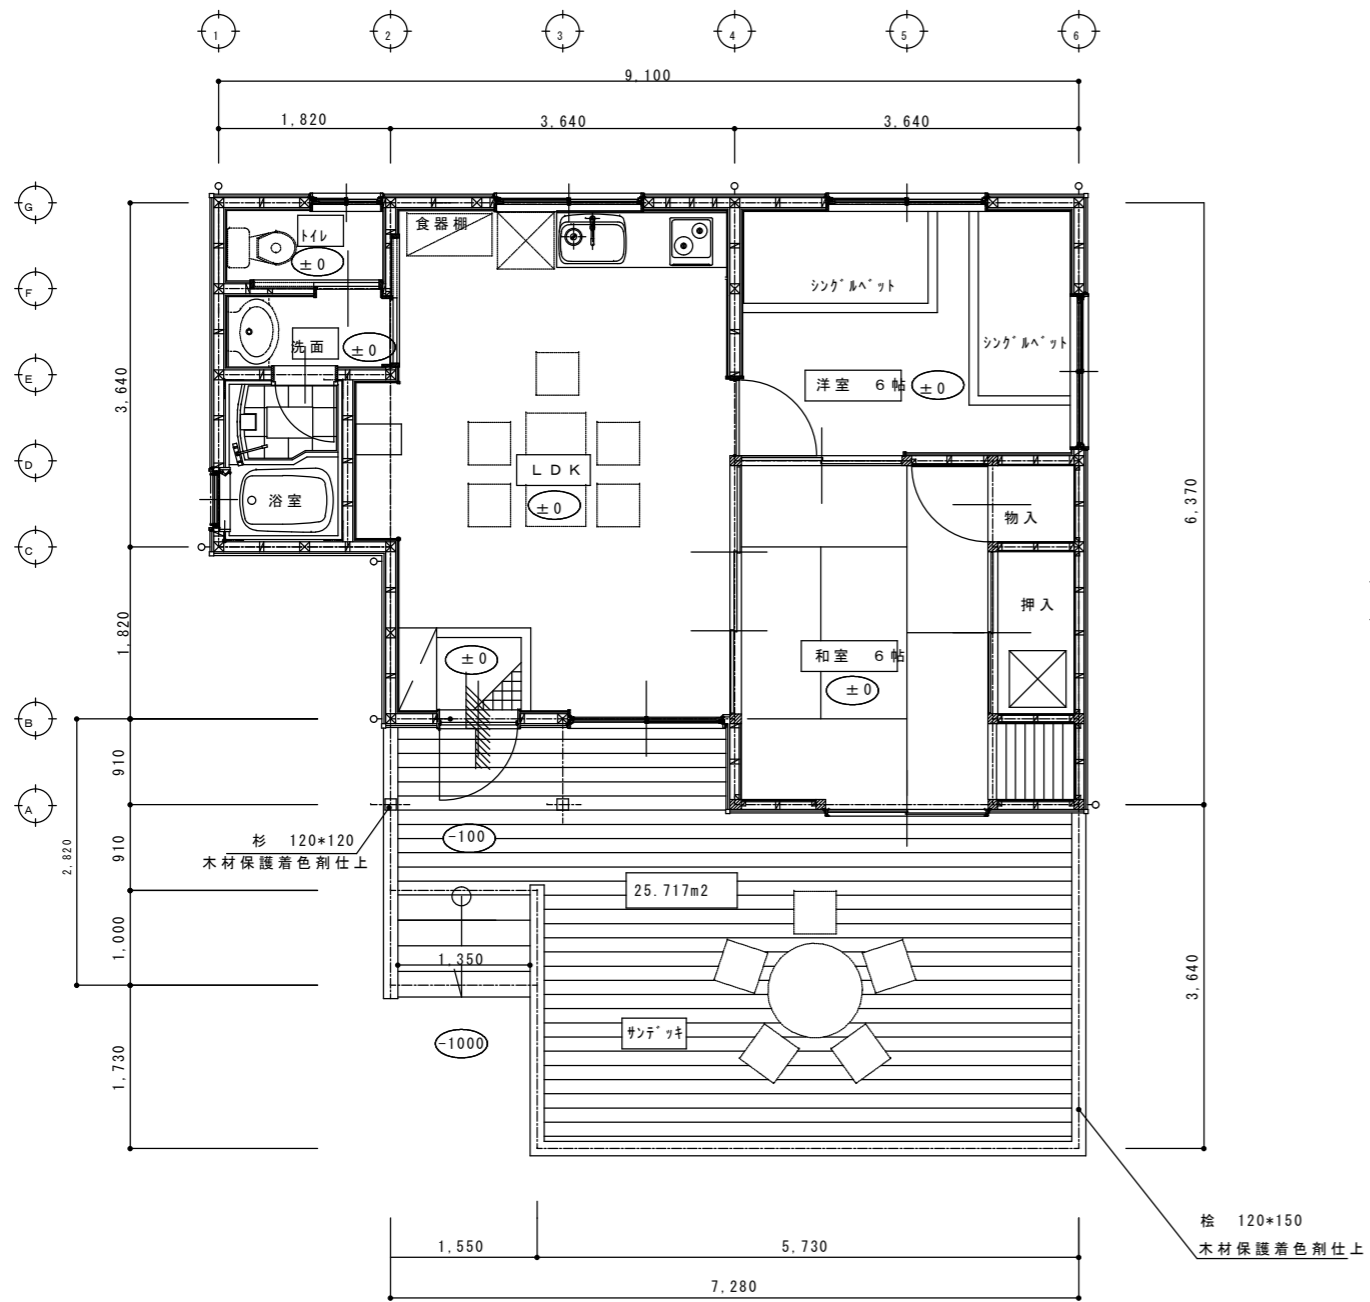 1
2
3
4
5
6
9,100
1,820
3,640
3,640
G
F
E
D
C
B
A
3,640
1,820
910
910
2,820
1,000
1,730
6,370
3,640
トイレ
±0
食器棚
洗面
±0
浴室
LDK
±0
シングルベット
シングルベット
洋室 6帖
±0
物入
押入
和室 6帖
±0
±0
杉 120*120
木材保護着色剤仕上
-100
25.717m2
1,350
サンデッキ
-1000
桧 120*150
木材保護着色剤仕上
1,550
5,730
7,280